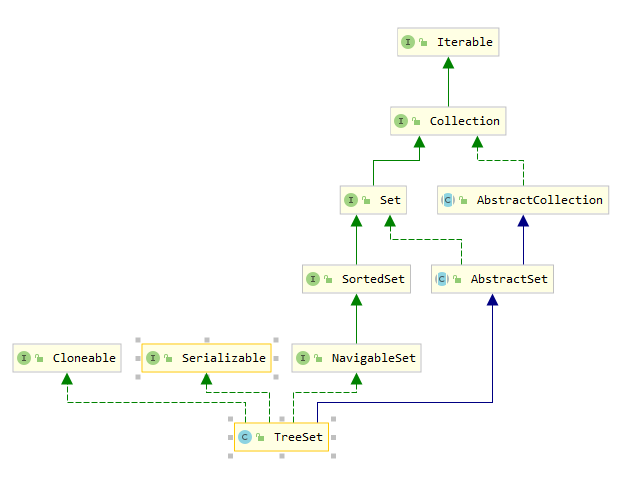 I Iterable
I Collection
I Set
C AbstractCollection
I SortedSet
C AbstractSet
I Cloneable
I Serializable
I NavigableSet
C TreeSet